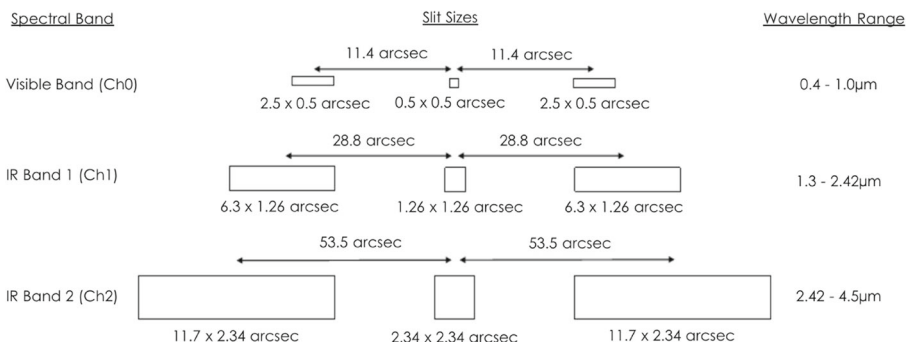 Spectral Band Slit Sizes Wavelength Range
11.4 arcsec 11.4 arcsec
Visible Band (Ch0) 0.4 - 1.0µm
2.5 x 0.5 arcsec 0.5 x 0.5 arcsec 2.5 x 0.5 arcsec
28.8 arcsec 28.8 arcsec
IR Band 1 (Ch1) 1.3 - 2.42µm
6.3 x 1.26 arcsec 1.26 x 1.26 arcsec 6.3 x 1.26 arcsec
53.5 arcsec 53.5 arcsec
IR Band 2 (Ch2) 2.42 - 4.5µm
11.7 x 2.34 arcsec 2.34 x 2.34 arcsec 11.7 x 2.34 arcsec